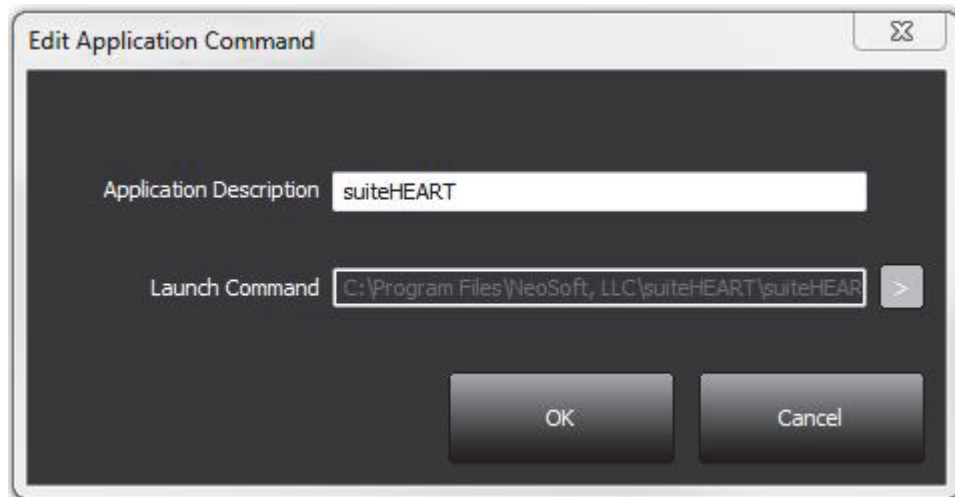 Edit Application Command
Application Description suiteHEART
Launch Command C:\Program Files\NeoSoft, LLC\suiteHEART\suiteHEAR >
OK Cancel